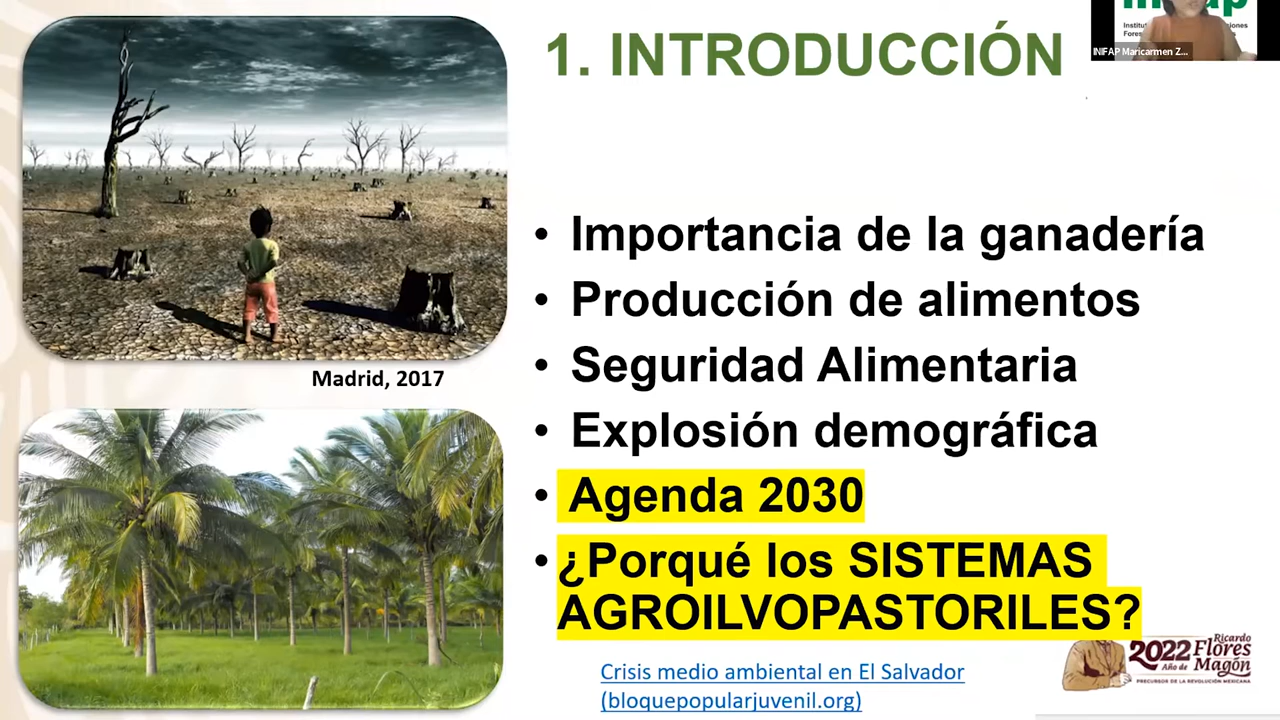 1. INTRODUCCIÓN
INIFAP Maricarmen Z...
Madrid, 2017
• Importancia de la ganadería
• Producción de alimentos
• Seguridad Alimentaria
• Explosión demográfica
• Agenda 2030
• ¿Porqué los SISTEMAS
AGROILVOPASTORILES?
Crisis medio ambiental en El Salvador
(bloquepopularjuvenil.org)
2022 Ricardo
Año de Flores
Magón
PRECURSOR DE LA REVOLUCIÓN MEXICANA